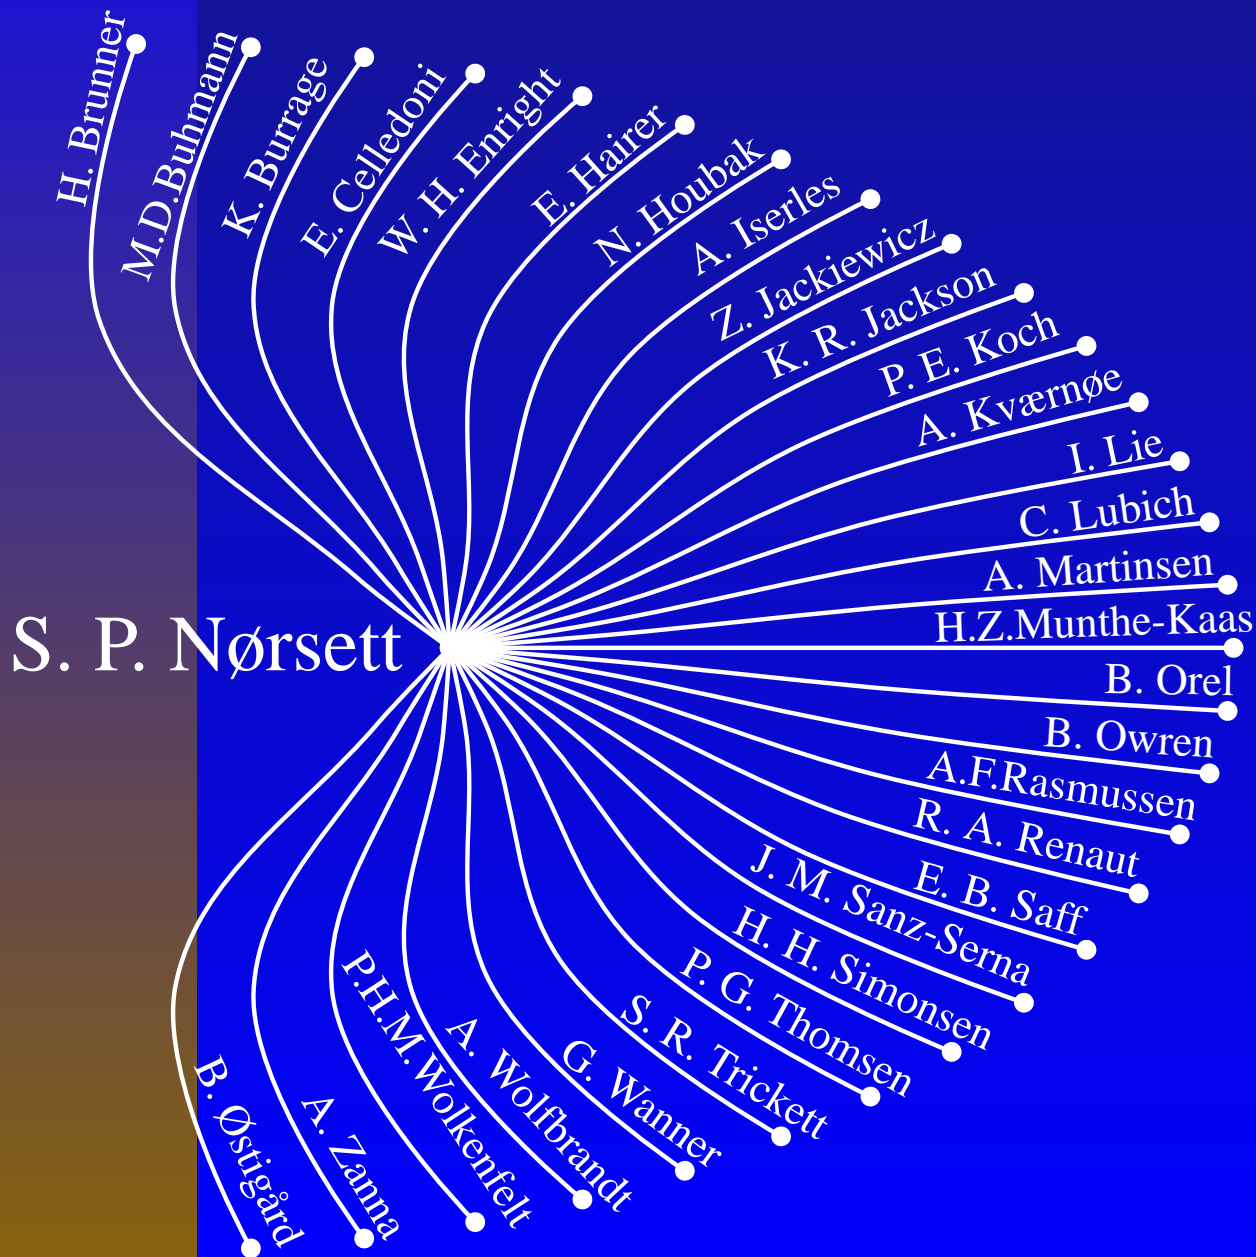 H. Brunner
M.D.Buhmann
K. Burrage
E. Celledoni
W. H. Enright
E. Hairer
N. Houbak
A. Iserles
Z. Jackiewicz
K. R. Jackson
P. E. Koch
A. Kværnøe
I. Lie
C. Lubich
A. Martinsen
H.Z.Munthe-Kaas
S. P. Nørsett
B. Orel
B. Owren
A.F.Rasmussen
R. A. Renaut
E. B. Saff
J. M. Sanz-Serna
H. H. Simonsen
P. G. Thomsen
S. R. Trickett
G. Wanner
A. Wolfbrandt
P.H.M.Wolkenfelt
A. Zanna
B. Østigård